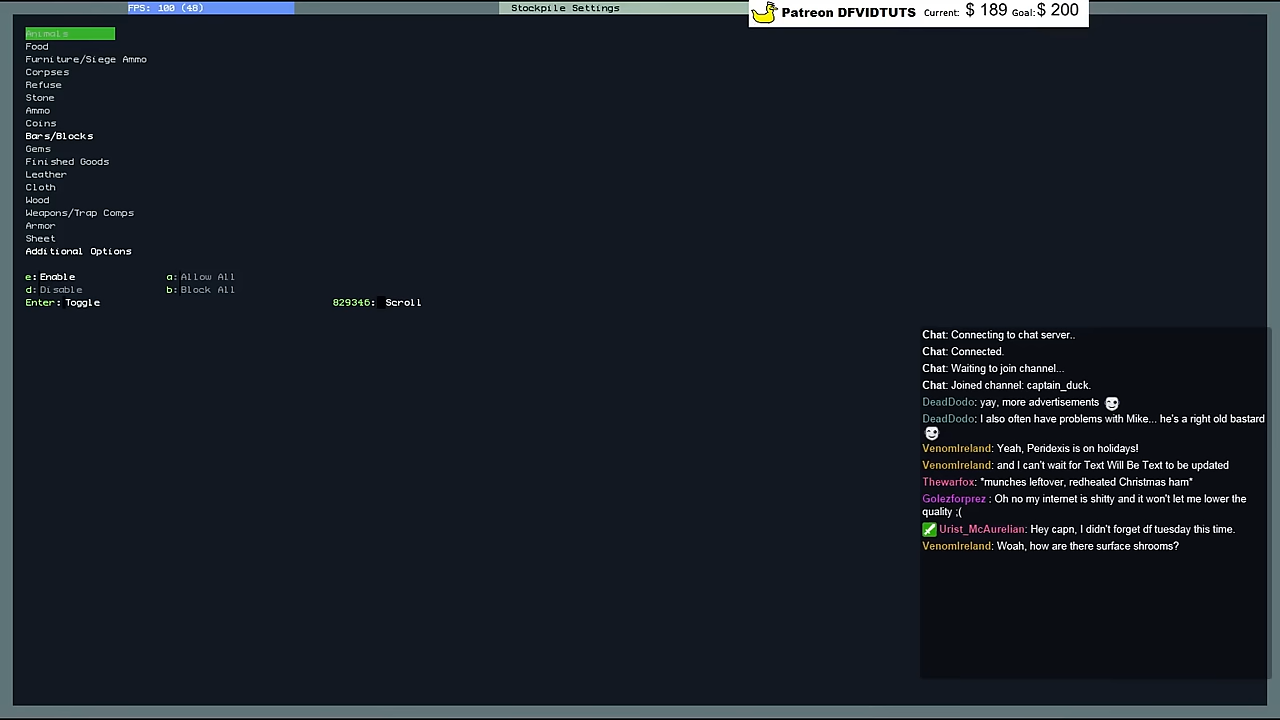 FPS: 100 (48)
Stockpile Settings
Patreon DFVIDTUTS Current: $ 189 Goal: $ 200
Animals
Food
Furniture/Siege Ammo
Corpses
Refuse
Stone
Ammo
Coins
Bars/Blocks
Gems
Finished Goods
Leather
Cloth
Wood
Weapons/Trap Comps
Armor
Sheet
Additional Options
e: Enable a: Allow All
d: Disable b: Block All
Enter: Toggle 829346: Scroll
Chat: Connecting to chat server..
Chat: Connected.
Chat: Waiting to join channel...
Chat: Joined channel: captain_duck.
DeadDodo: yay, more advertisements
DeadDodo: I also often have problems with Mike... he's a right old bastard
VenomIreland: Yeah, Peridexis is on holidays!
VenomIreland: and I can't wait for Text Will Be Text to be updated
Thewarfox: *munches leftover, redheated Christmas ham*
Golezforprez : Oh no my internet is shitty and it won't let me lower the
quality ;(
Urist_McAurelian: Hey capn, I didn't forget df tuesday this time.
VenomIreland: Woah, how are there surface shrooms?